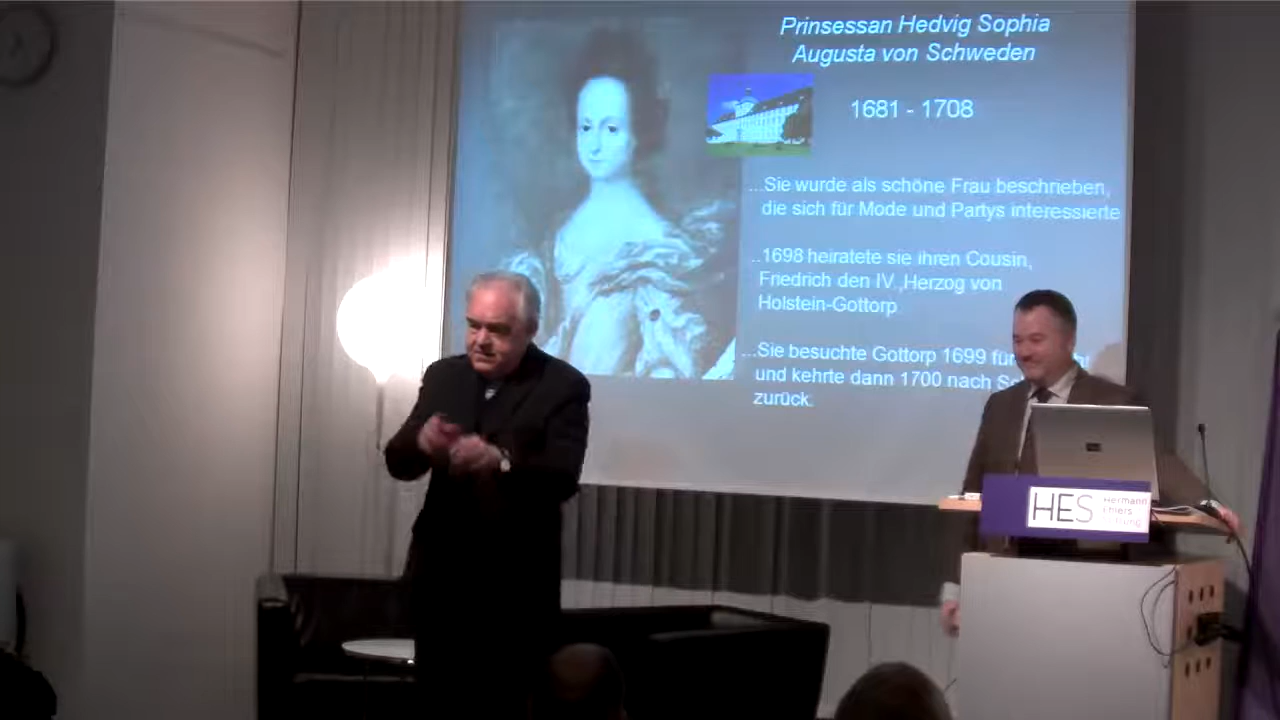 Prinsessan Hedvig Sophia
Augusta von Schweden
1681 - 1708
...Sie wurde als schöne Frau beschrieben,
die sich für Mode und Partys interessierte
..1698 heiratete sie ihren Cousin,
Friedrich den IV.,Herzog von
Holstein-Gottorp
...Sie besuchte Gottorp 1699
und kehrte dann 1700 nach
zurück.
HES
Hermann
Ehlers
Stiftung